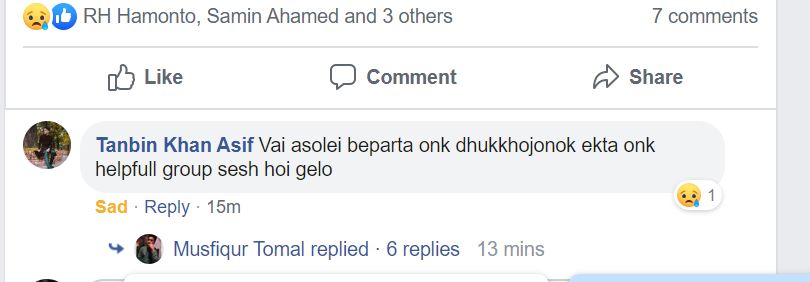 RH Hamonto, Samin Ahamed and 3 others 7 comments
Like Comment Share
Tanbin Khan Asif Vai asolei beparta onk dhukkhojonok ekta onk
helpfull group sesh hoi gelo
1
Sad · Reply · 15m
Musfiqur Tomal replied · 6 replies 13 mins